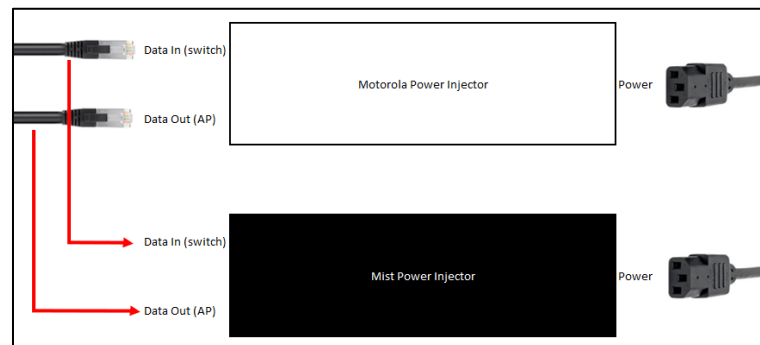 Data In (switch)
Motorola Power Injector
Power
Data Out (AP)
Data In (switch)
Mist Power Injector
Power
Data Out (AP)